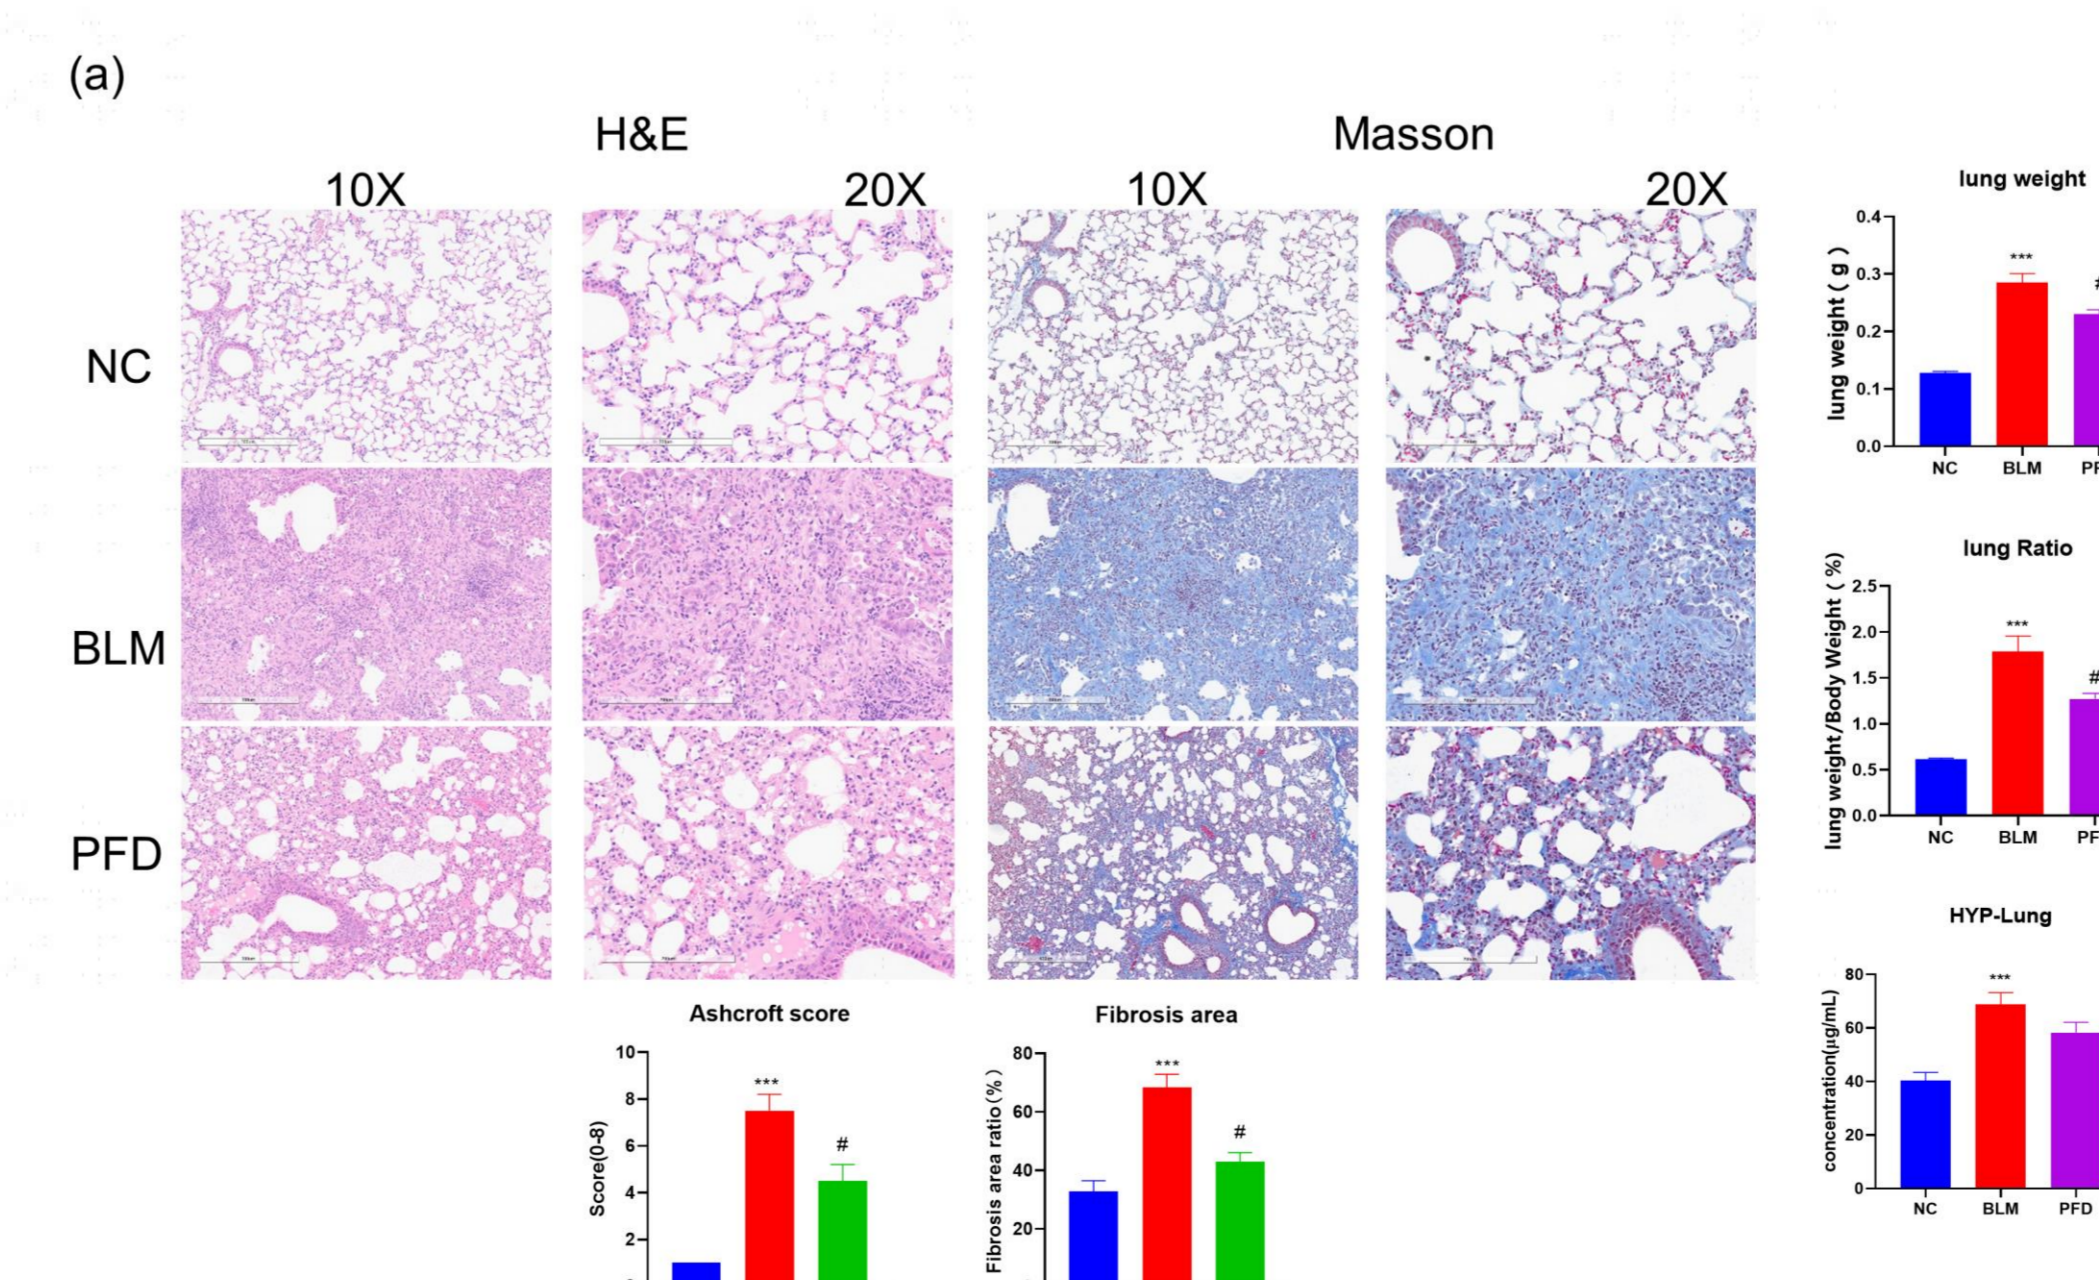 (a)
H&E
Masson
10X
20X
10X
20X
NC
BLM
PFD
lung weight
lung weight ( g )
0.4
0.3
0.2
0.1
0.0
***
NC
BLM
lung Ratio
lung weight/Body Weight ( %)
2.5
2.0
1.5
1.0
0.5
0.0
***
#
NC
BLM
HYP-Lung
concentration(μg/mL)
80
60
40
20
0
***
NC
BLM
PFD
Ashcroft score
Score(0-8)
10
8
6
4
2
***
#
Fibrosis area
Fibrosis area ratio (%)
80
60
40
20
***
#